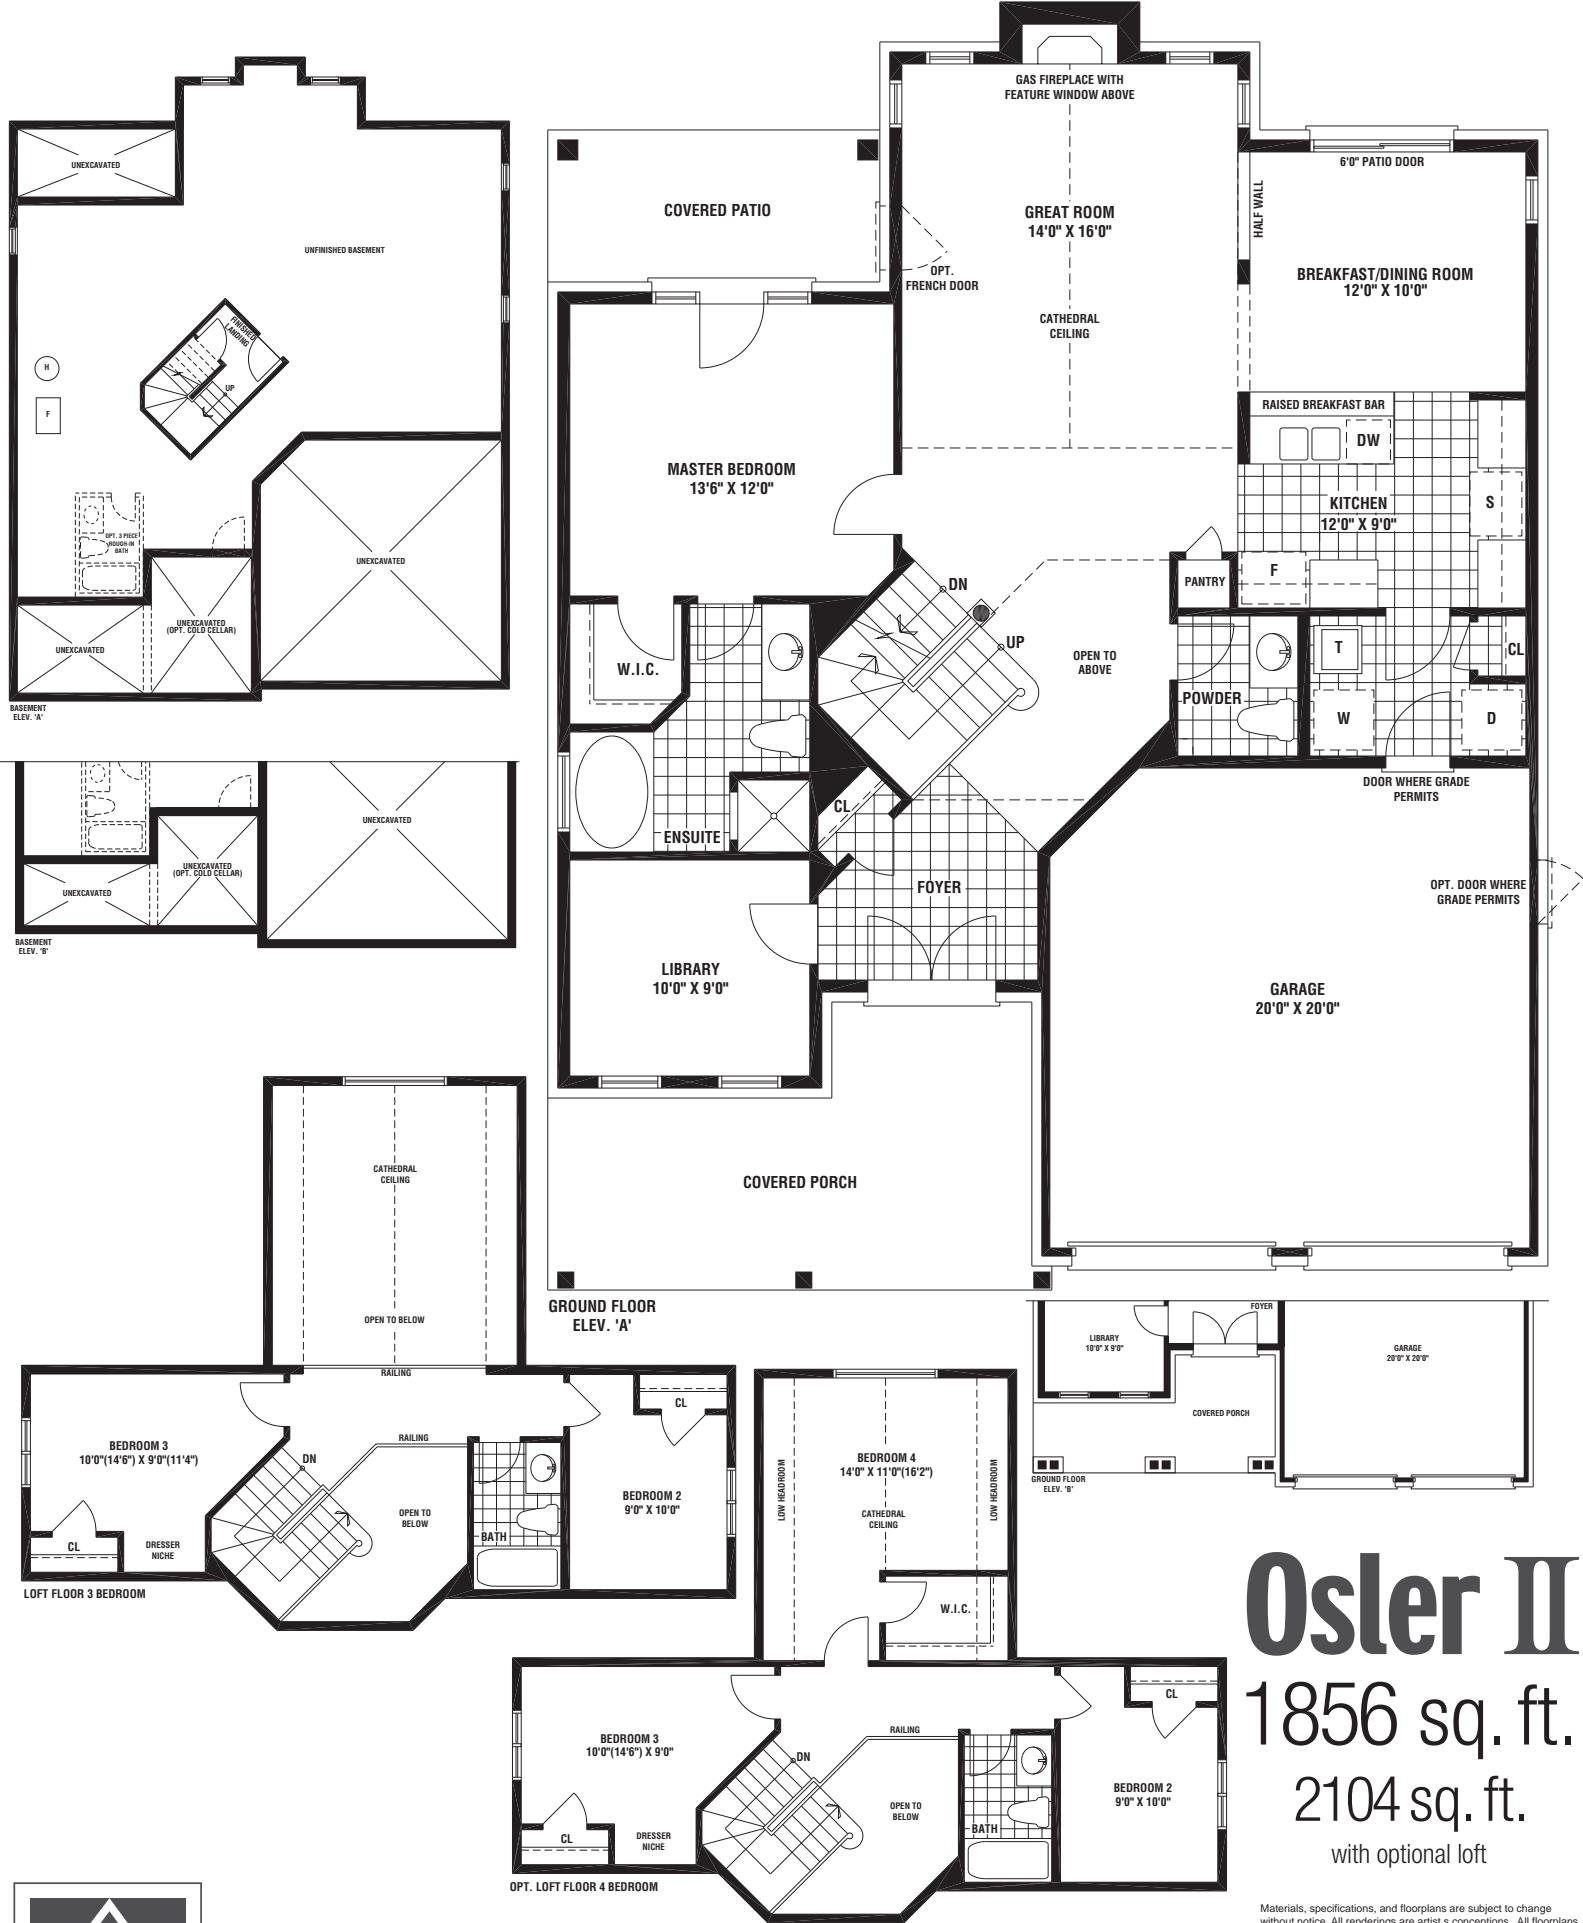 UNEXCAVATED
UNFINISHED BASEMENT
FINISHED
LANDING
UP
H
F
OPT. 3 PIECE
ROUGH-IN
BATH
UNEXCAVATED
UNEXCAVATED
(OPT. COLD CELLAR)
UNEXCAVATED
BASEMENT
ELEV. 'A'
UNEXCAVATED
UNEXCAVATED
(OPT. COLD CELLAR)
UNEXCAVATED
BASEMENT
ELEV. 'B'
GAS FIREPLACE WITH
FEATURE WINDOW ABOVE
COVERED PATIO
GREAT ROOM
14'0" X 16'0"
HALF WALL
6'0" PATIO DOOR
OPT.
FRENCH DOOR
BREAKFAST/DINING ROOM
12'0" X 10'0"
CATHEDRAL
CEILING
RAISED BREAKFAST BAR
DW
MASTER BEDROOM
13'6" X 12'0"
KITCHEN
12'0" X 9'0"
S
F
PANTRY
DN
UP
OPEN TO
ABOVE
W.I.C.
T
CL
POWDER
W
D
DOOR WHERE GRADE
PERMITS
CL
ENSUITE
FOYER
OPT. DOOR WHERE
GRADE PERMITS
LIBRARY
10'0" X 9'0"
GARAGE
20'0" X 20'0"
COVERED PORCH
GROUND FLOOR
ELEV. 'A'
CATHEDRAL
CEILING
OPEN TO BELOW
RAILING
BEDROOM 3
10'0"(14'6") X 9'0"(11'4")
RAILING
DN
CL
BEDROOM 2
9'0" X 10'0"
OPEN TO
BELOW
BATH
CL
DRESSER
NICHE
LOFT FLOOR 3 BEDROOM
LOW HEADROOM
BEDROOM 4
14'0" X 11'0"(16'2")
CATHEDRAL
CEILING
LOW HEADROOM
W.I.C.
BEDROOM 3
10'0"(14'6") X 9'0"
RAILING
DN
CL
BEDROOM 2
9'0" X 10'0"
OPEN TO
BELOW
BATH
CL
DRESSER
NICHE
OPT. LOFT FLOOR 4 BEDROOM
FOYER
LIBRARY
10'0" X 9'0"
GARAGE
20'0" X 20'0"
COVERED PORCH
GROUND FLOOR
ELEV. 'B'
Osler II
1856 sq. ft.
2104 sq. ft.
with optional loft
Materials, specifications, and floorplans are subject to change
without notice. All renderings are artist s conceptions. All floorplans